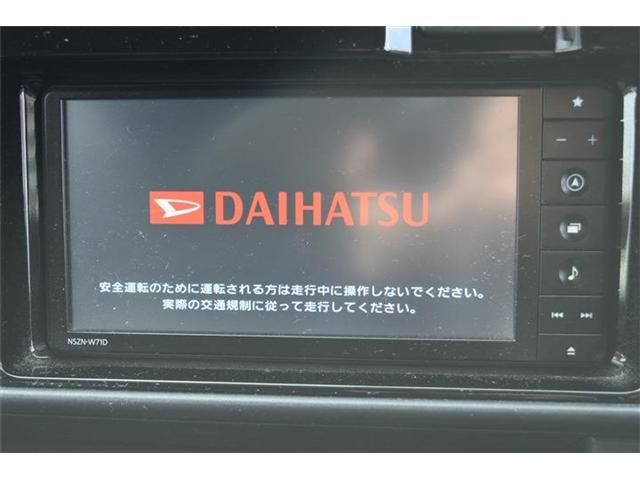 DAIHATSU
安全運転のために運転される方は走行中に操作しないでください。
実際の交通規制に従って走行してください。
NSZN-W71D